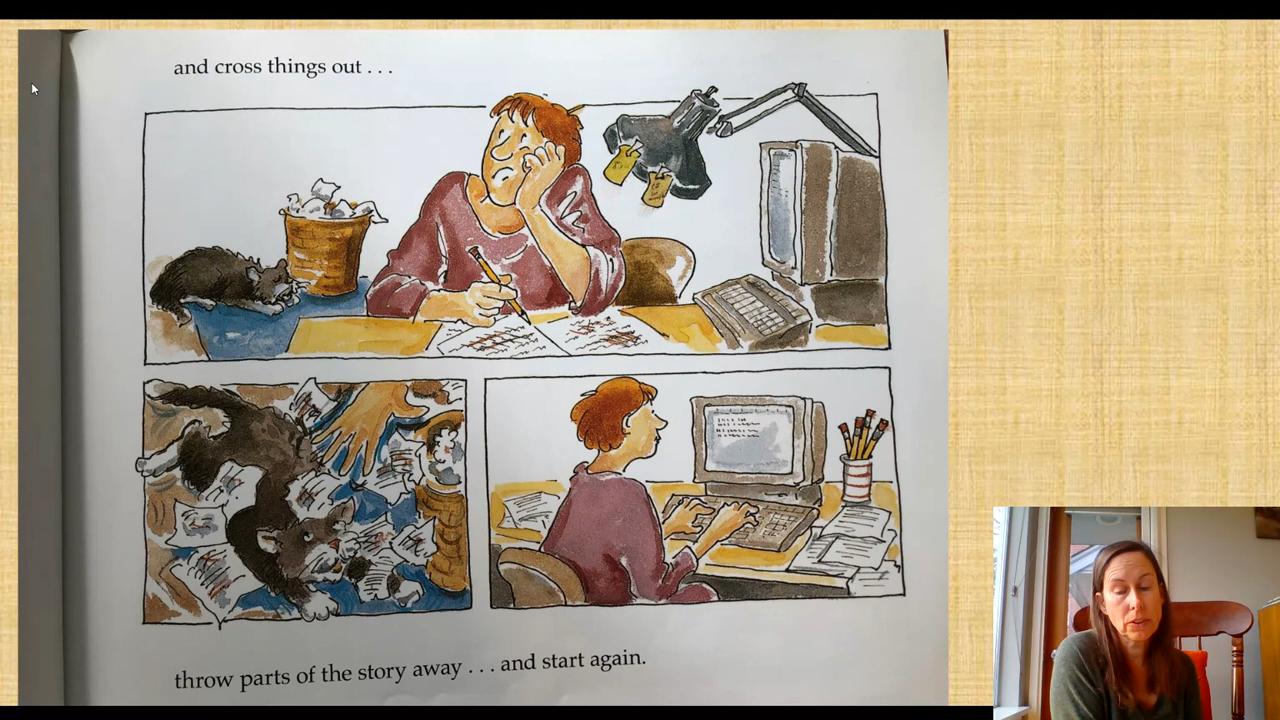 and cross things out . . .
throw parts of the story away . . . and start again.